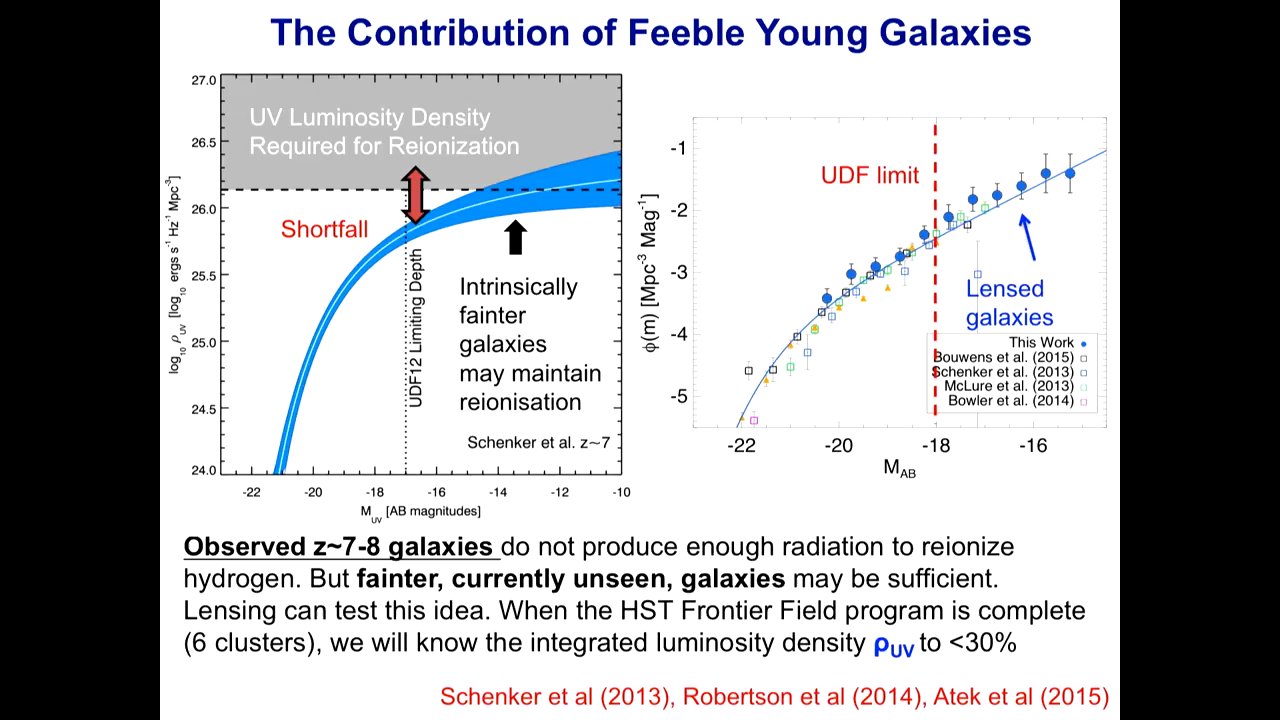 The Contribution of Feeble Young Galaxies
27.0
26.5
26.0
25.5
25.0
24.5
24.0
log₁₀ ρ_UV [log₁₀ ergs s⁻¹ Hz⁻¹ Mpc⁻³]
UV Luminosity Density
Required for Reionization
Shortfall
UDF12 Limiting Depth
Intrinsically
fainter
galaxies
may maintain
reionisation
Schenker et al. z~7
-22 -20 -18 -16 -14 -12 -10
M_UV [AB magnitudes]
-1
-2
-3
-4
-5
ϕ(m) [Mpc⁻³ Mag⁻¹]
UDF limit
Lensed
galaxies
This Work
Bouwens et al. (2015)
Schenker et al. (2013)
McLure et al. (2013)
Bowler et al. (2014)
-22 -20 -18 -16
M_AB
Observed z~7-8 galaxies do not produce enough radiation to reionize
hydrogen. But fainter, currently unseen, galaxies may be sufficient.
Lensing can test this idea. When the HST Frontier Field program is complete
(6 clusters), we will know the integrated luminosity density ρ_UV to <30%
Schenker et al (2013), Robertson et al (2014), Atek et al (2015)